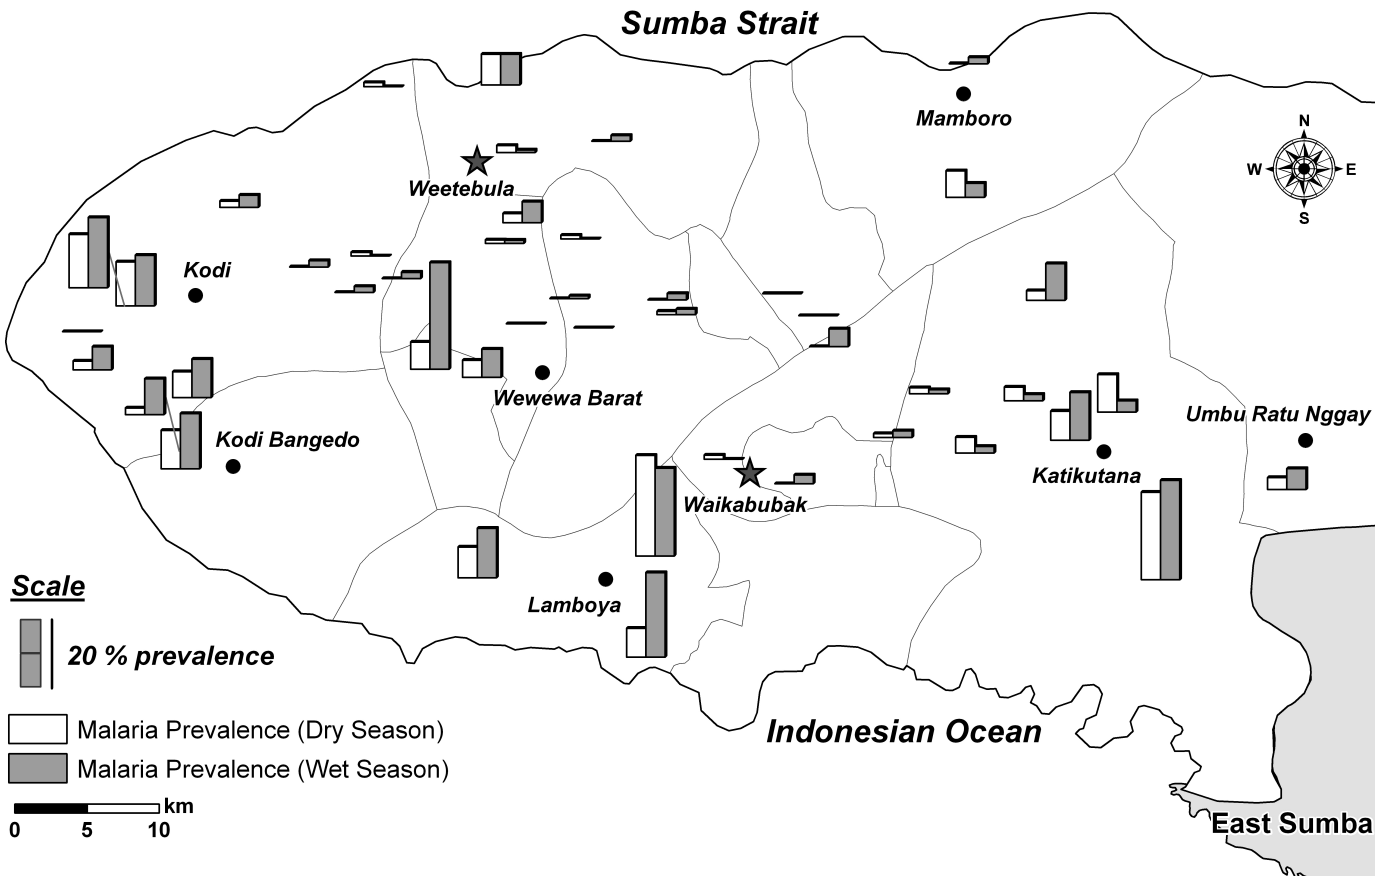 Sumba Strait
Mamboro
N
W
E
S
Weetebula
Kodi
Wewewa Barat
Umbu Ratu Nggay
Kodi Bangedo
Katikutana
Waikabubak
Lamboya
Scale
20 % prevalence
Indonesian Ocean
Malaria Prevalence (Dry Season)
Malaria Prevalence (Wet Season)
km
0 5 10
East Sumba